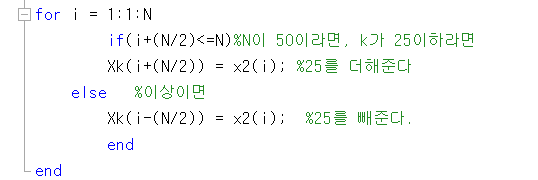 for i = 1:1:N
if(i+(N/2)<=N)%N이 50이라면, k가 25이하라면
Xk(i+(N/2)) = x2(i); %25를 더해준다
else %이상이면
Xk(i-(N/2)) = x2(i); %25를 빼준다.
end
end